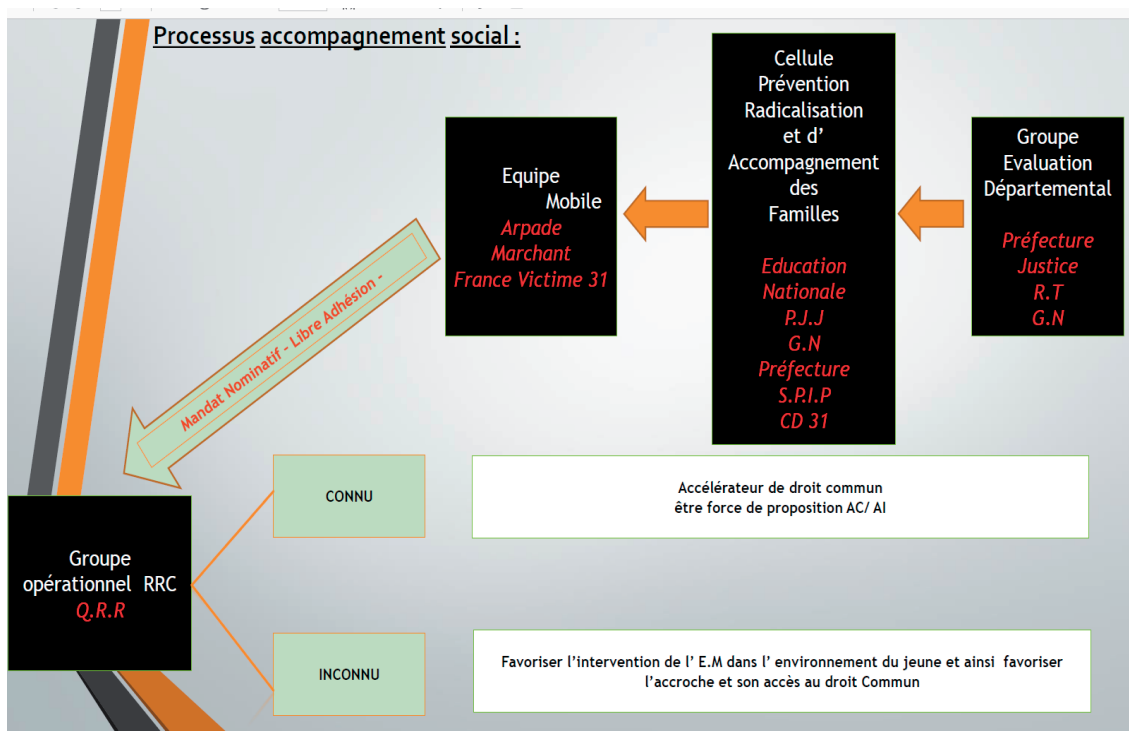 Processus accompagnement social :
Cellule
Prévention
Radicalisation
et d’
Accompagnement
des
Familles
Education
Nationale
P.J.J
G.N
Préfecture
S.P.I.P
CD 31
Groupe
Evaluation
Départemental
Préfecture
Justice
R.T
G.N
Equipe
Mobile
Arpade
Marchant
France Victime 31
Mandat Nominatif - Libre Adhésion -
Groupe
opérationnel RRC
Q.R.R
CONNU
Accélérateur de droit commun
être force de proposition AC/ AI
INCONNU
Favoriser l’intervention de l’ E.M dans l’ environnement du jeune et ainsi favoriser
l’accroche et son accès au droit Commun